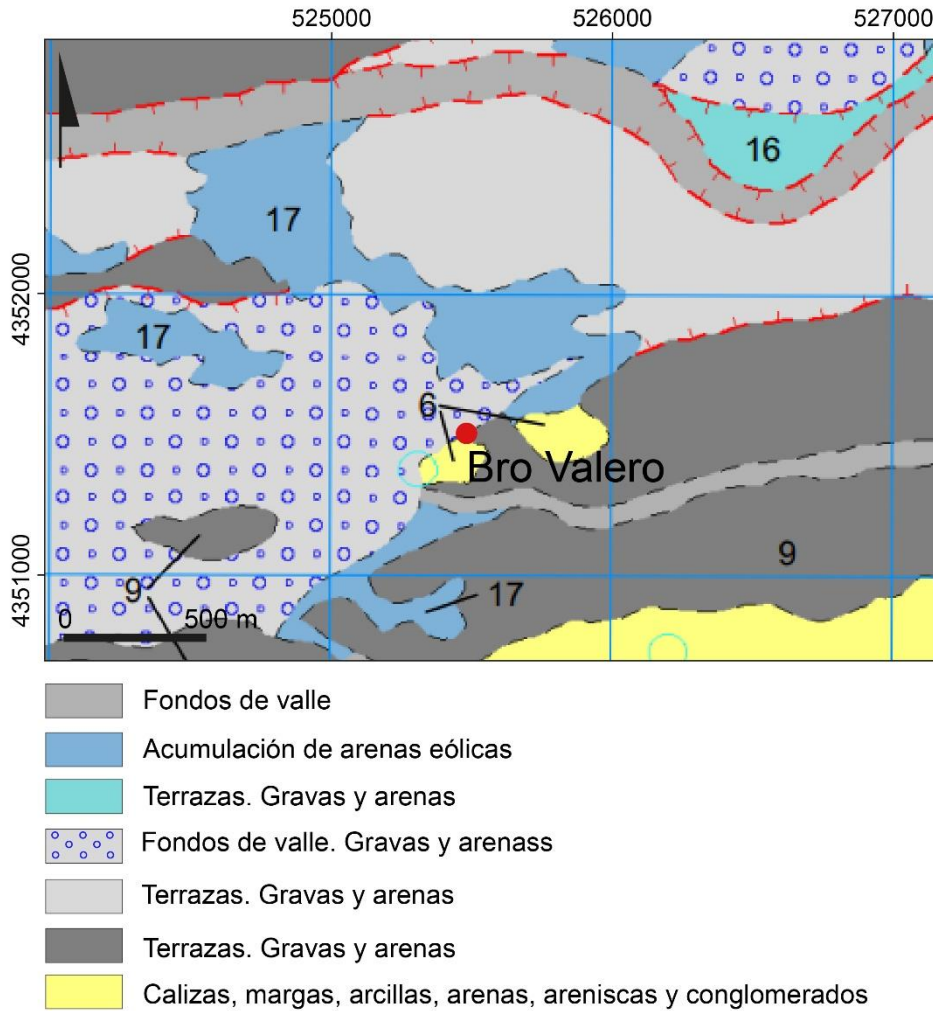 525000 526000 527000
16
17
4352000
17
6
Bro Valero
9
4351000
9
17
0 500 m
Fondos de valle
Acumulación de arenas eólicas
Terrazas. Gravas y arenas
Fondos de valle. Gravas y arenass
Terrazas. Gravas y arenas
Terrazas. Gravas y arenas
Calizas, margas, arcillas, arenas, areniscas y conglomerados